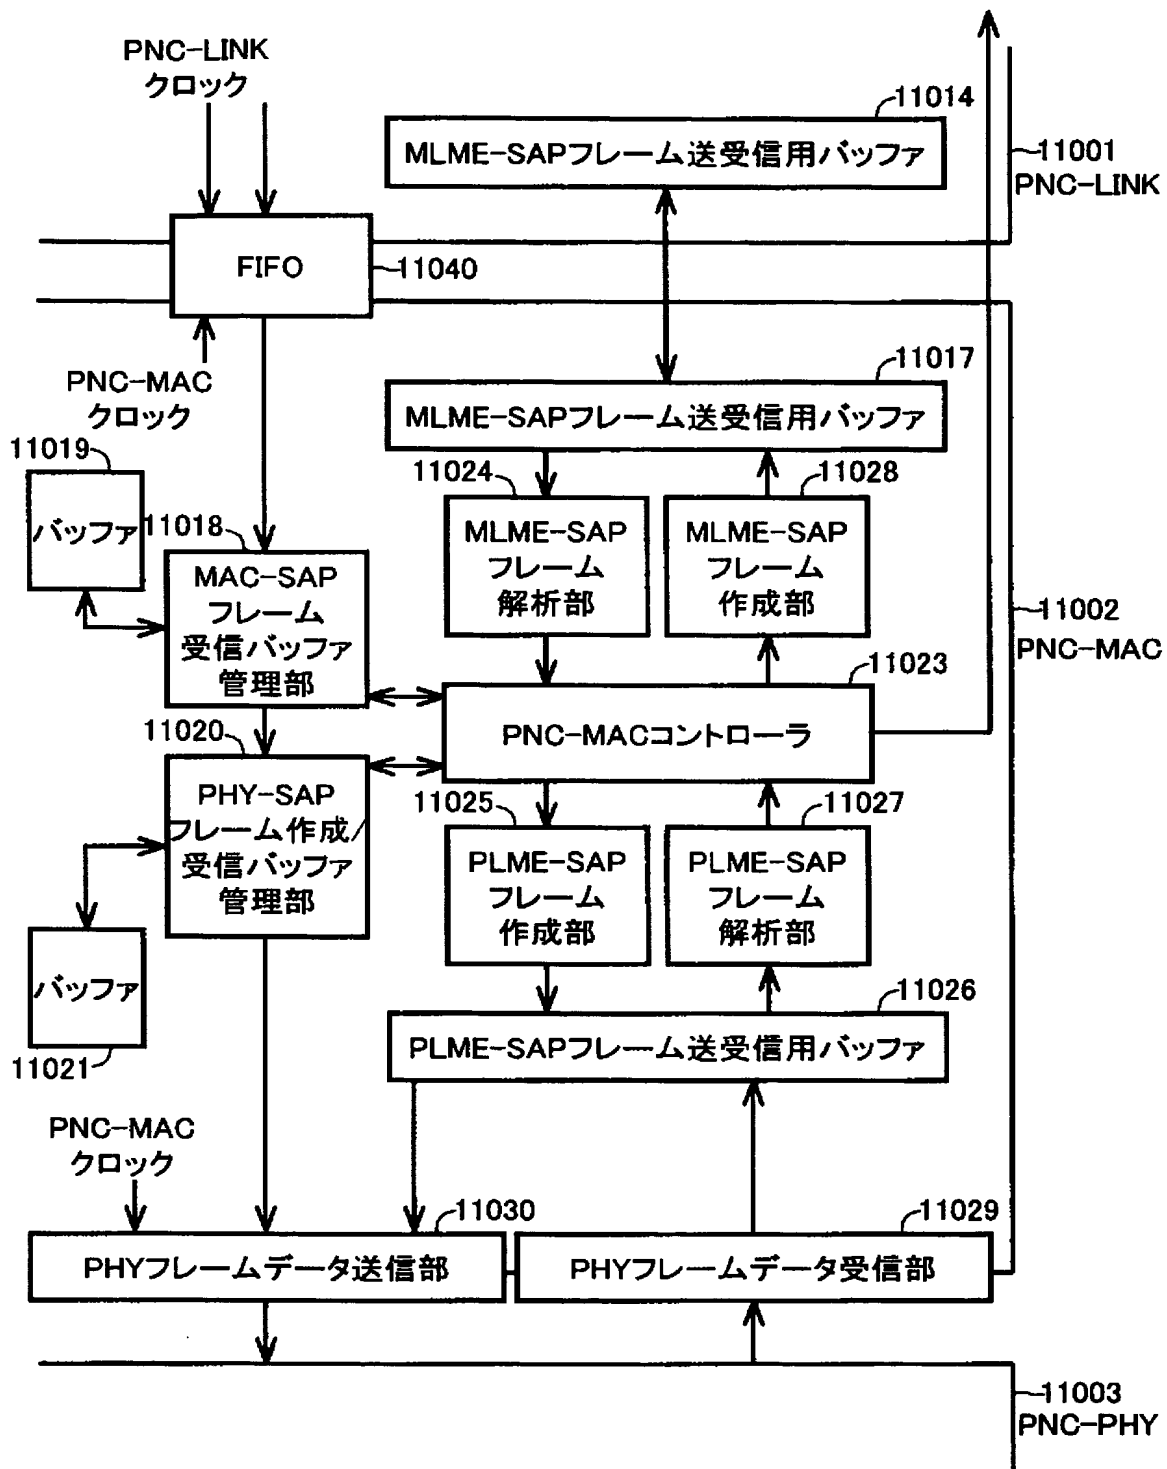 PNC-LINK
クロック
11014
MLME-SAPフレーム送受信用バッファ
11001
PNC-LINK
FIFO
11040
PNC-MAC
クロック
11017
MLME-SAPフレーム送受信用バッファ
11019
バッファ
11018
MAC-SAP
フレーム
受信バッファ
管理部
11024
MLME-SAP
フレーム
解析部
11028
MLME-SAP
フレーム
作成部
11002
PNC-MAC
11023
PNC-MACコントローラ
11020
PHY-SAP
フレーム作成/
受信バッファ
管理部
11025
PLME-SAP
フレーム
作成部
11027
PLME-SAP
フレーム
解析部
バッファ
11021
11026
PLME-SAPフレーム送受信用バッファ
PNC-MAC
クロック
11030
PHYフレームデータ送信部
11029
PHYフレームデータ受信部
11003
PNC-PHY